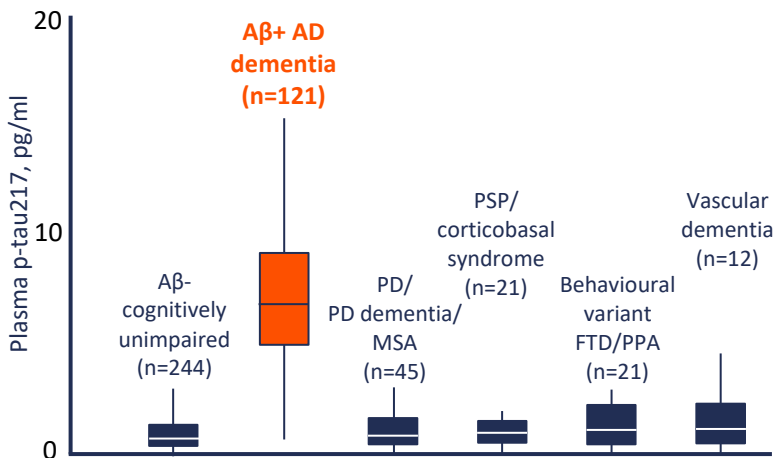 Plasma p-tau217, pg/ml
20
10
0
Aβ-
cognitively
unimpaired
(n=244)
Aβ+ AD
dementia
(n=121)
PD/
PD dementia/
MSA
(n=45)
PSP/
corticobasal
syndrome
(n=21)
Behavioural
variant
FTD/PPA
(n=21)
Vascular
dementia
(n=12)